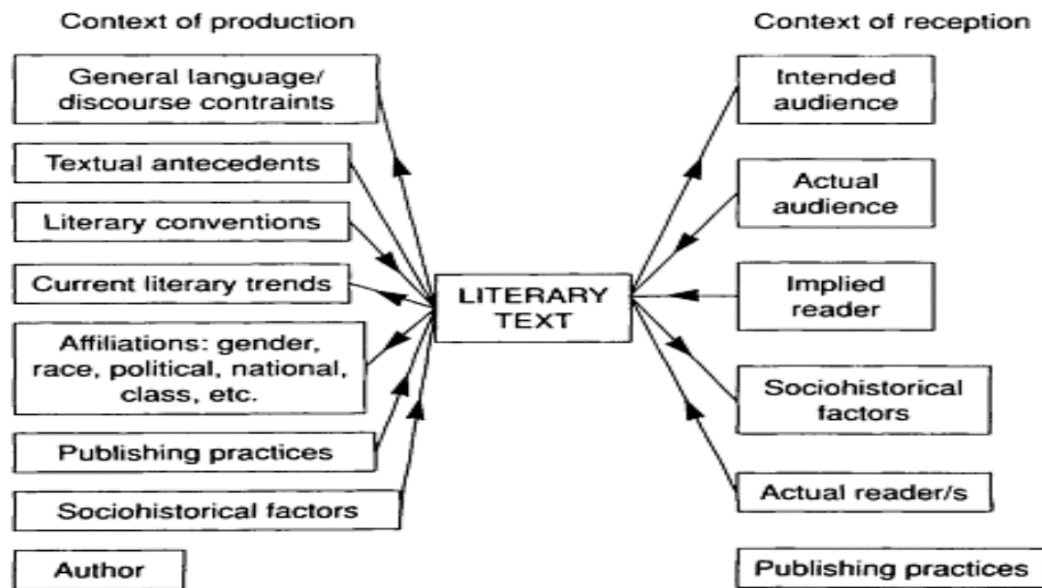 Context of production
General language/
discourse contraints
Textual antecedents
Literary conventions
Current literary trends
Affiliations: gender,
race, political, national,
class, etc.
Publishing practices
Sociohistorical factors
Author
LITERARY
TEXT
Context of reception
Intended
audience
Actual
audience
Implied
reader
Sociohistorical
factors
Actual reader/s
Publishing practices